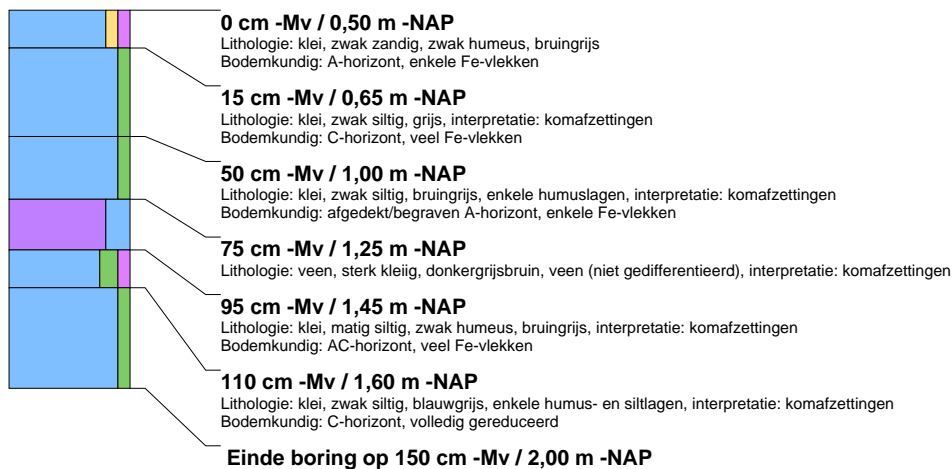 0 cm -Mv / 0,50 m -NAP
Lithologie: klei, zwak zandig, zwak humeus, bruingrijs
Bodemkundig: A-horizont, enkele Fe-vlekken
15 cm -Mv / 0,65 m -NAP
Lithologie: klei, zwak siltig, grijs, interpretatie: komafzettingen
Bodemkundig: C-horizont, veel Fe-vlekken
50 cm -Mv / 1,00 m -NAP
Lithologie: klei, zwak siltig, bruingrijs, enkele humuslagen, interpretatie: komafzettingen
Bodemkundig: afgedekt/begraven A-horizont, enkele Fe-vlekken
75 cm -Mv / 1,25 m -NAP
Lithologie: veen, sterk kleiig, donkergrijsbruin, veen (niet gedifferentieerd), interpretatie: komafzettingen
95 cm -Mv / 1,45 m -NAP
Lithologie: klei, matig siltig, zwak humeus, bruingrijs, interpretatie: komafzettingen
Bodemkundig: AC-horizont, veel Fe-vlekken
110 cm -Mv / 1,60 m -NAP
Lithologie: klei, zwak siltig, blauwgrijs, enkele humus- en siltlagen, interpretatie: komafzettingen
Bodemkundig: C-horizont, volledig gereduceerd
Einde boring op 150 cm -Mv / 2,00 m -NAP